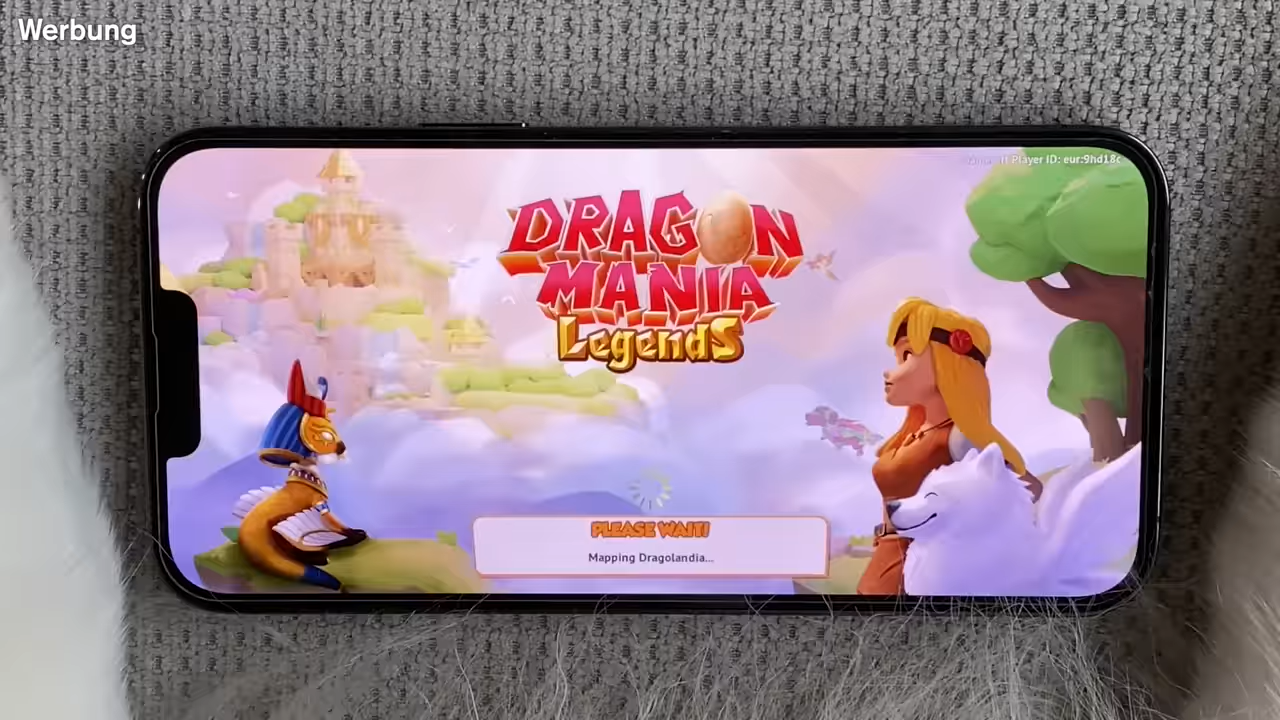 Werbung
Player ID: eur:9hd18c
DRAGON
MANIA
Legends
PLEASE WAIT!
Mapping Dragolandia...